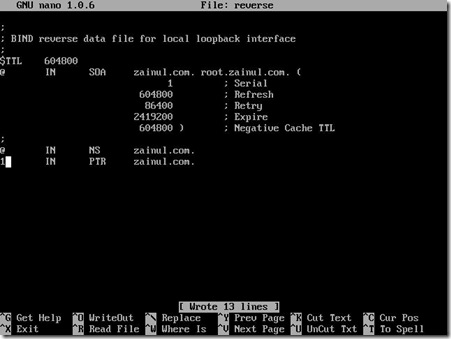 GNU nano 1.0.6 File: reverse
;
; BIND reverse data file for local loopback interface
;
$TTL 604800
@ IN SOA zainul.com. root.zainul.com. (
1 ; Serial
604800 ; Refresh
86400 ; Retry
2419200 ; Expire
604800 ) ; Negative Cache TTL
;
@ IN NS zainul.com.
1 IN PTR zainul.com.
[ Wrote 13 lines ]
^G Get Help ^O WriteOut ^\ Replace ^Y Prev Page ^K Cut Text ^C Cur Pos
^X Exit ^R Read File ^W Where Is ^V Next Page ^U UnCut Txt ^T To Spell